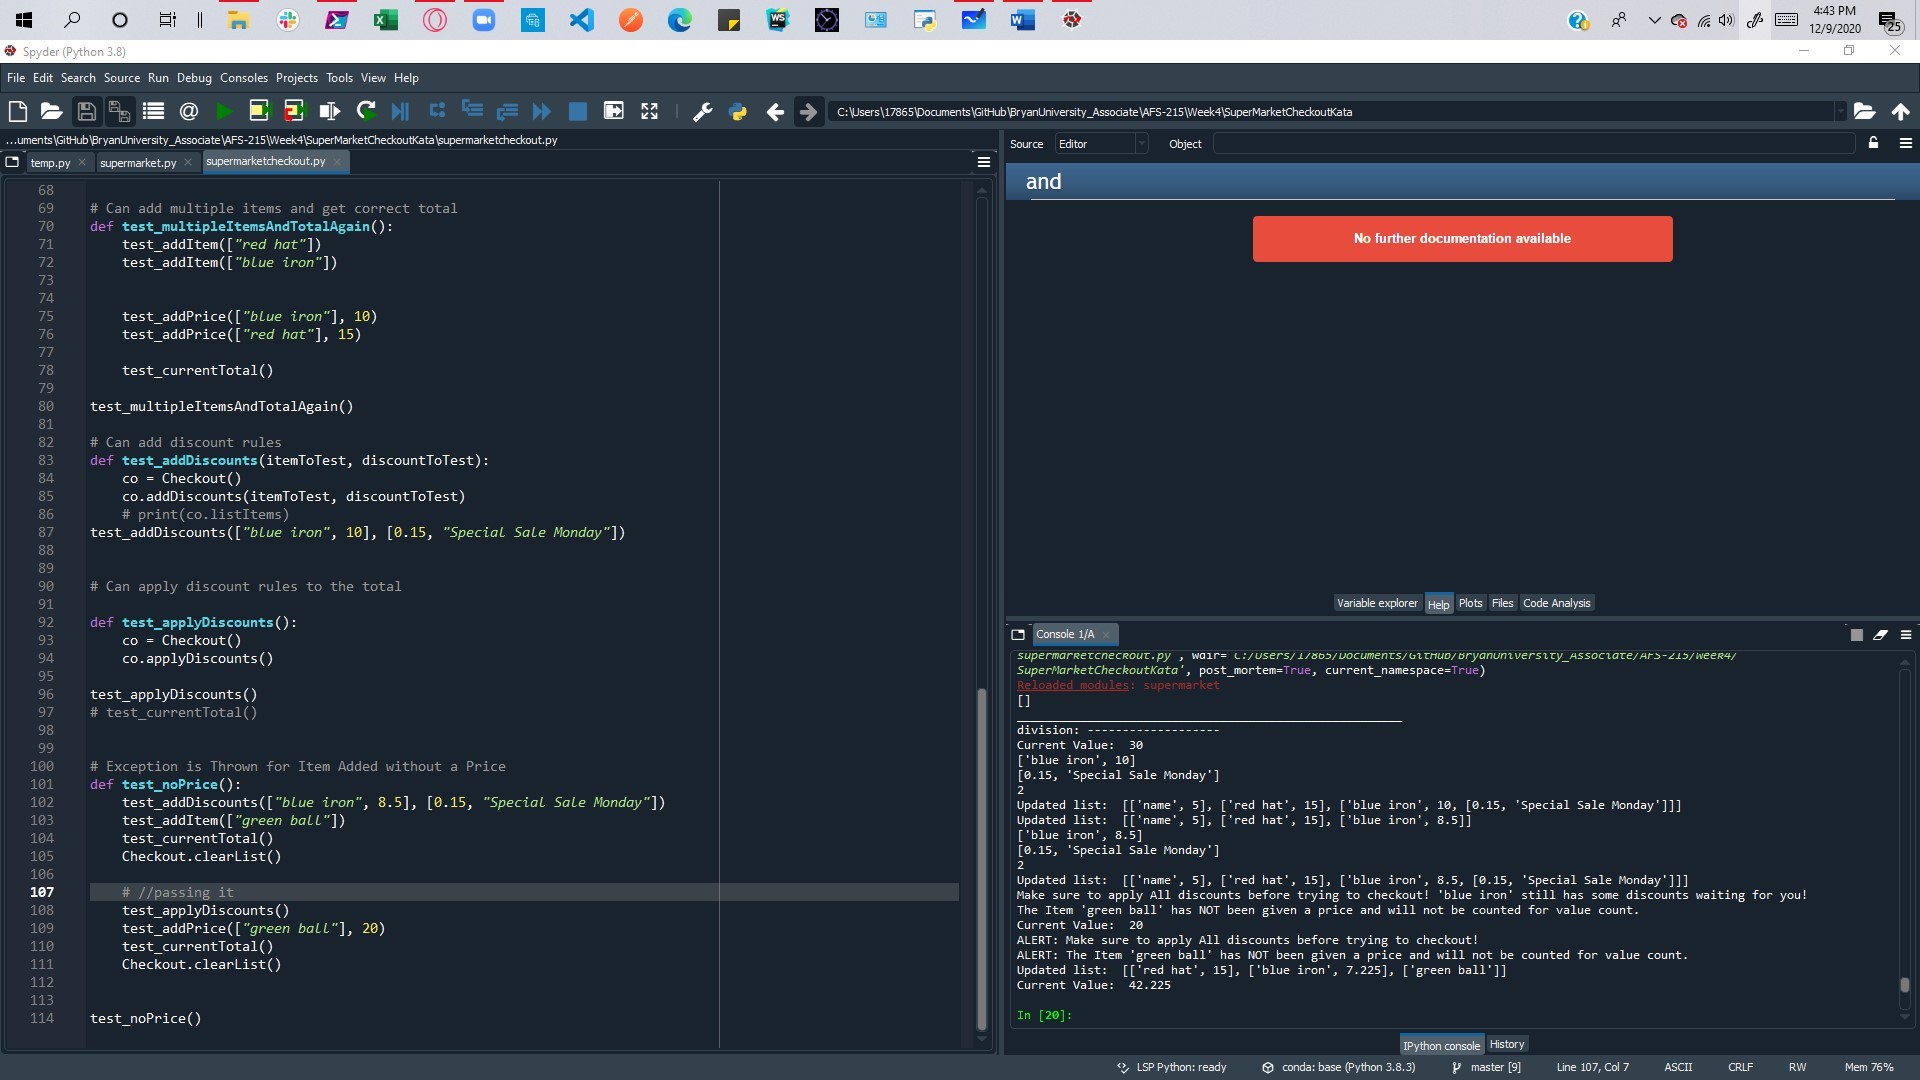 4:43 PM
12/9/2020
25
Spyder (Python 3.8)
File Edit Search Source Run Debug Consoles Projects Tools View Help
C:\Users\17865\Documents\GitHub\BryanUniversity_Associate\AFS-215\Week4\SuperMarketCheckoutKata
...uments\GitHub\BryanUniversity_Associate\AFS-215\Week4\SuperMarketCheckoutKata\supermarketcheckout.py
temp.py supermarket.py supermarketcheckout.py
68
69 # Can add multiple items and get correct total
70 def test_multipleItemsAndTotalAgain():
71 test_addItem(["red hat"])
72 test_addItem(["blue iron"])
73
74
75 test_addPrice(["blue iron"], 10)
76 test_addPrice(["red hat"], 15)
77
78 test_currentTotal()
79
80 test_multipleItemsAndTotalAgain()
81
82 # Can add discount rules
83 def test_addDiscounts(itemToTest, discountToTest):
84 co = Checkout()
85 co.addDiscounts(itemToTest, discountToTest)
86 # print(co.listItems)
87 test_addDiscounts(["blue iron", 10], [0.15, "Special Sale Monday"])
88
89
90 # Can apply discount rules to the total
91
92 def test_applyDiscounts():
93 co = Checkout()
94 co.applyDiscounts()
95
96 test_applyDiscounts()
97 # test_currentTotal()
98
99
100 # Exception is Thrown for Item Added without a Price
101 def test_noPrice():
102 test_addDiscounts(["blue iron", 8.5], [0.15, "Special Sale Monday"])
103 test_addItem(["green ball"])
104 test_currentTotal()
105 Checkout.clearList()
106
107 # //passing it
108 test_applyDiscounts()
109 test_addPrice(["green ball"], 20)
110 test_currentTotal()
111 Checkout.clearList()
112
113
114 test_noPrice()
Source Editor Object
and
No further documentation available
Variable explorer Help Plots Files Code Analysis
Console 1/A
supermarketcheckout.py', wdir='C:/Users/17865/Documents/GitHub/BryanUniversity_Associate/AFS-215/Week4/
SuperMarketCheckoutKata', post_mortem=True, current_namespace=True)
Reloaded modules: supermarket
[]
division: -------------------
Current Value:  30
['blue iron', 10]
[0.15, 'Special Sale Monday']
2
Updated list:  [['name', 5], ['red hat', 15], ['blue iron', 10, [0.15, 'Special Sale Monday']]]
Updated list:  [['name', 5], ['red hat', 15], ['blue iron', 8.5]]
['blue iron', 8.5]
[0.15, 'Special Sale Monday']
2
Updated list:  [['name', 5], ['red hat', 15], ['blue iron', 8.5, [0.15, 'Special Sale Monday']]]
Make sure to apply All discounts before trying to checkout! 'blue iron' still has some discounts waiting for you!
The Item 'green ball' has NOT been given a price and will not be counted for value count.
Current Value:  20
ALERT: Make sure to apply All discounts before trying to checkout!
ALERT: The Item 'green ball' has NOT been given a price and will not be counted for value count.
Updated list:  [['red hat', 15], ['blue iron', 7.225], ['green ball']]
Current Value:  42.225
In [20]:
IPython console History
LSP Python: ready conda: base (Python 3.8.3) master [9] Line 107, Col 7 ASCII CRLF RW Mem 76%